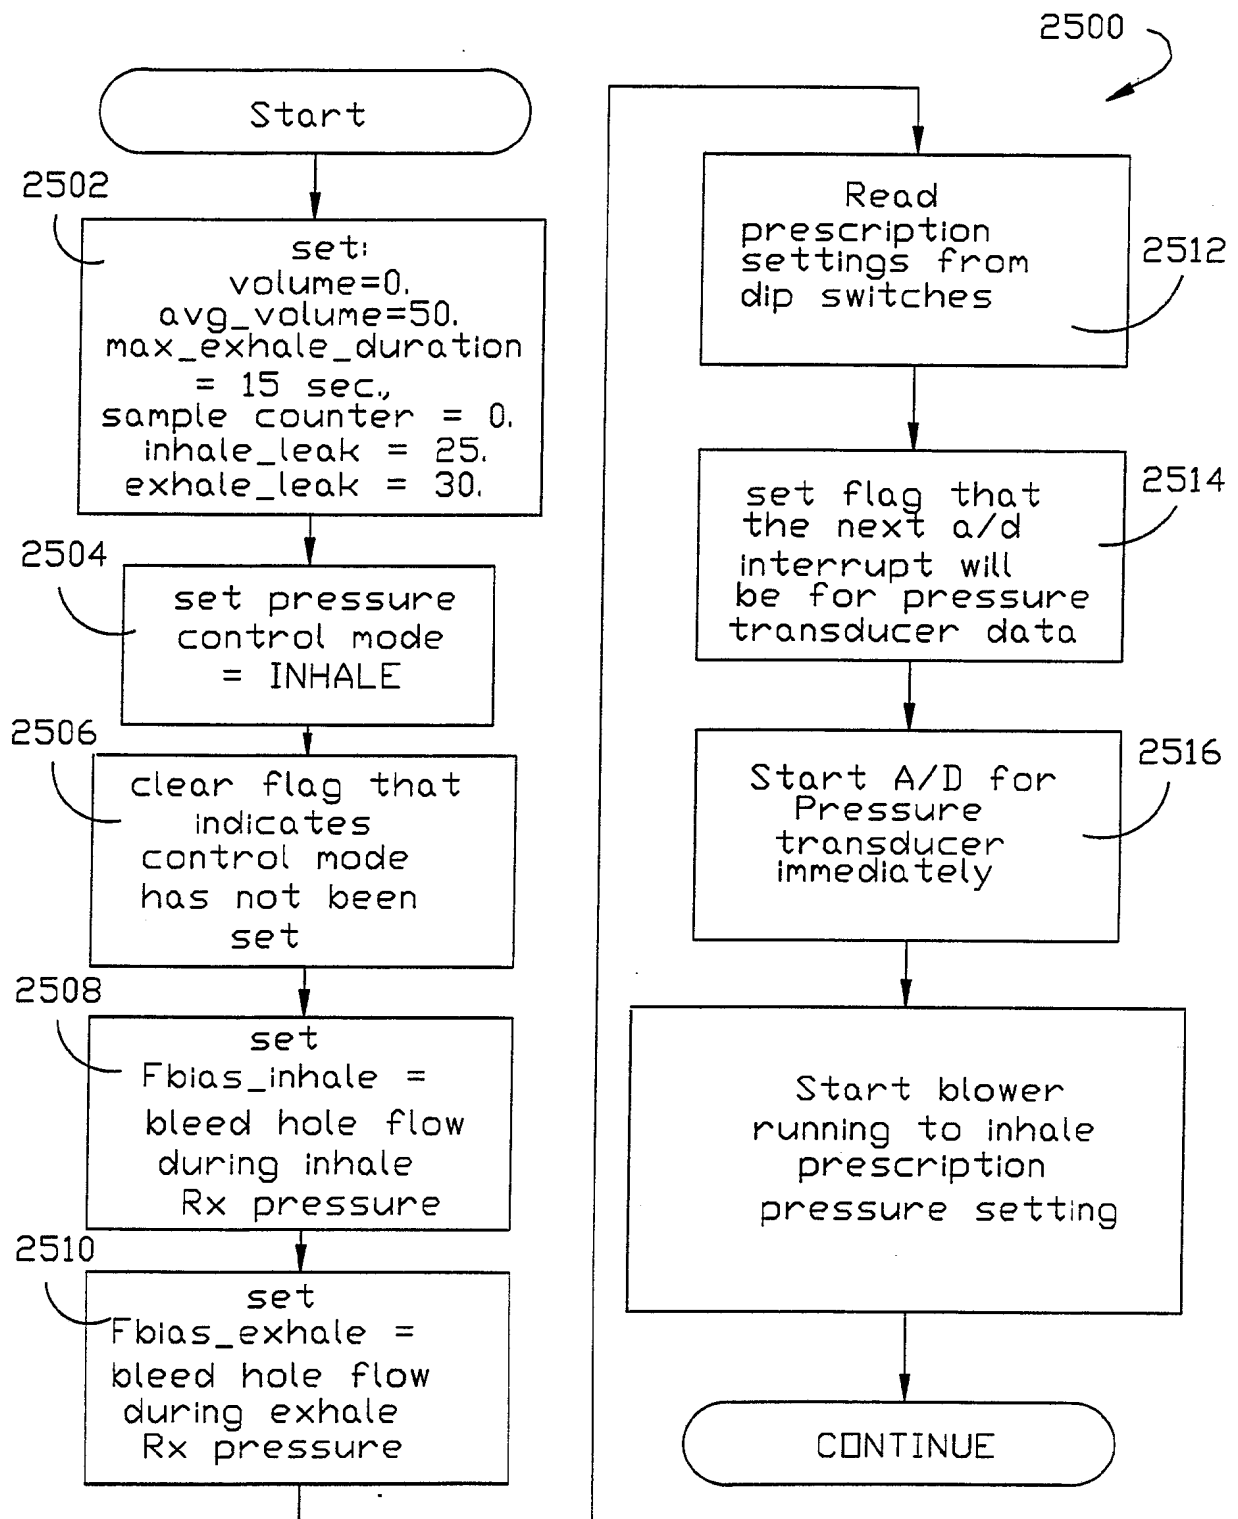 2500
Start
2502
set:
volume=0.
avg_volume=50.
max_exhale_duration
= 15 sec.,
sample counter = 0.
inhale_leak = 25.
exhale_leak = 30.
2504
set pressure
control mode
= INHALE
2506
clear flag that
indicates
control mode
has not been
set
2508
set
Fbias_inhale =
bleed hole flow
during inhale
Rx pressure
2510
set
Fbias_exhale =
bleed hole flow
during exhale
Rx pressure
Read
prescription
settings from
dip switches
2512
set flag that
the next a/d
interrupt will
be for pressure
transducer data
2514
Start A/D for
Pressure
transducer
immediately
2516
Start blower
running to inhale
prescription
pressure setting
CONTINUE